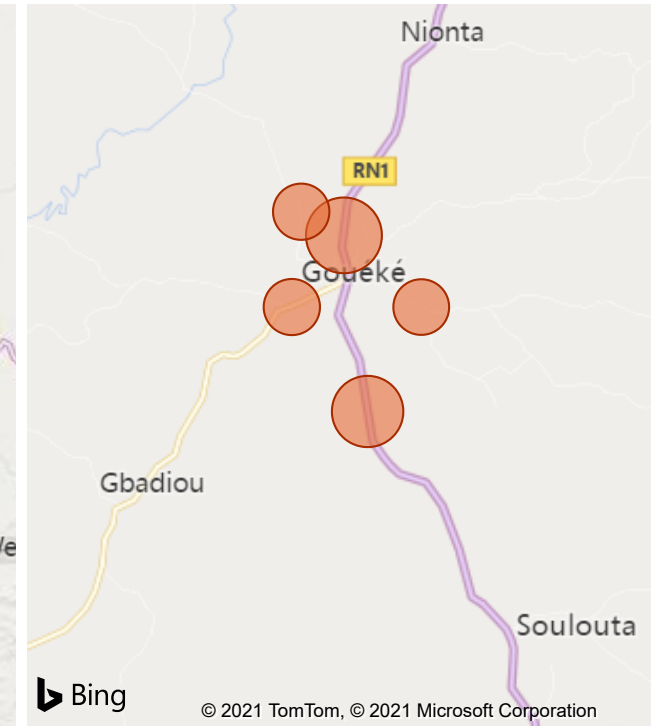 Nionta
RN1
Gouéké
Gbadiou
Soulouta
Bing
© 2021 TomTom, © 2021 Microsoft Corporation